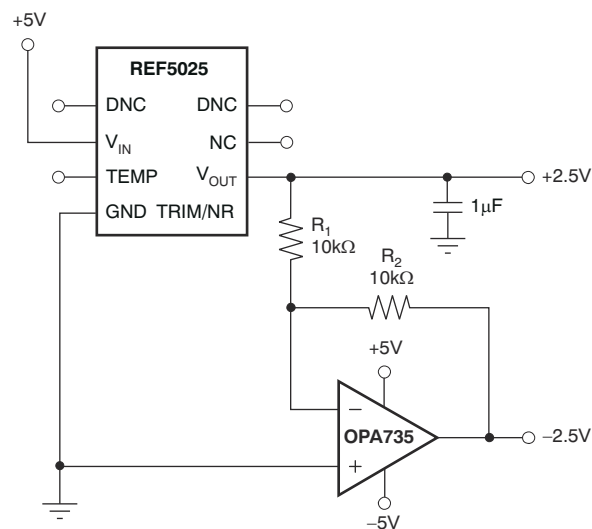 +5V
REF5025
DNC DNC
V_IN NC
TEMP V_OUT
GND TRIM/NR
+2.5V
1µF
R_1
10kΩ
R_2
10kΩ
+5V
−
OPA735
+
−2.5V
−5V